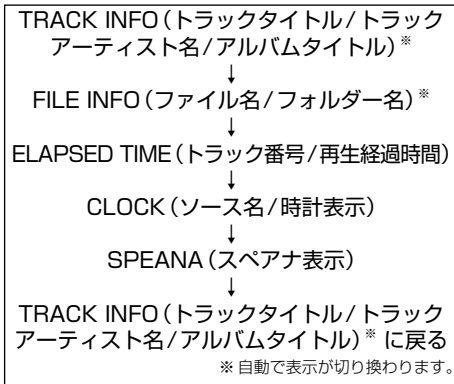 TRACK INFO（トラックタイトル/トラック
アーティスト名/アルバムタイトル）※
↓
FILE INFO（ファイル名/フォルダー名）※
↓
ELAPSED TIME（トラック番号/再生経過時間）
↓
CLOCK（ソース名/時計表示）
↓
SPEANA（スペアナ表示）
↓
TRACK INFO（トラックタイトル/トラック
アーティスト名/アルバムタイトル）※ に戻る
※ 自動で表示が切り換わります。